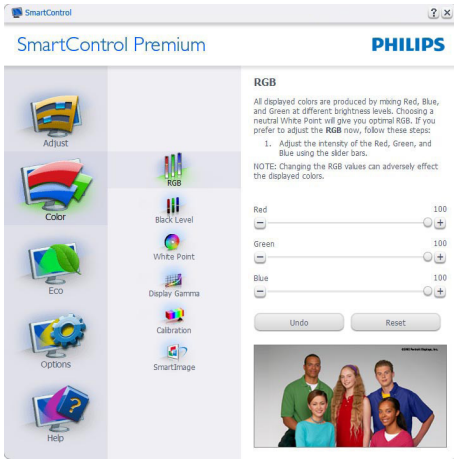 SmartControl
SmartControl Premium
PHILIPS
Adjust
Color
Eco
Options
Help
RGB
Black Level
White Point
Display Gamma
Calibration
SmartImage
RGB
All displayed colors are produced by mixing Red, Blue,
and Green at different brightness levels. Choosing a
neutral White Point will give you optimal RGB. If you
prefer to adjust the RGB now, follow these steps:
1. Adjust the intensity of the Red, Green, and
Blue using the slider bars.
NOTE: Changing the RGB values can adversely effect
the displayed colors.
Red 100
Green 100
Blue 100
Undo Reset